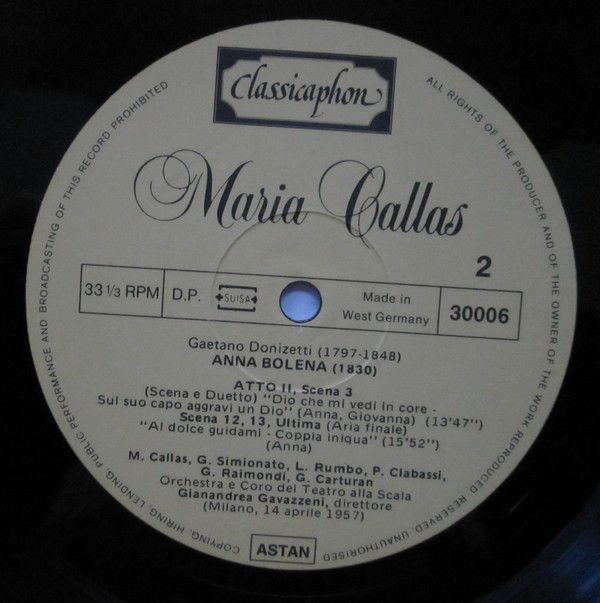 Classicaphon
Maria Callas
2
33 1/3 RPM
D.P.
SUISA
Made in
West Germany
30006
Gaetano Donizetti (1797-1848)
ANNA BOLENA (1830)
ATTO II, Scena 3
(Scena e Duetto) "Dio che mi vedi in core -
Sul suo capo aggravi un Dio" (Anna, Giovanna) (13'47")
Scena 12, 13, Ultima (Aria finale)
"Al dolce guidami - Coppia iniqua" (15'52")
(Anna)
M. Callas, G. Simionato, L. Rumbo, P. Clabassi,
G. Raimondi, G. Carturan
Orchestra e Coro del Teatro alla Scala
Gianandrea Gavazzeni, direttore
(Milano, 14 aprile 1957)
ASTAN
ALL RIGHTS OF THE PRODUCER AND OF THE OWNER OF THE WORK REPRODUCED RESERVED UNAUTHORISED COPYING, HIRING, LENDING, PUBLIC PERFORMANCE AND BROADCASTING OF THIS RECORD PROHIBITED